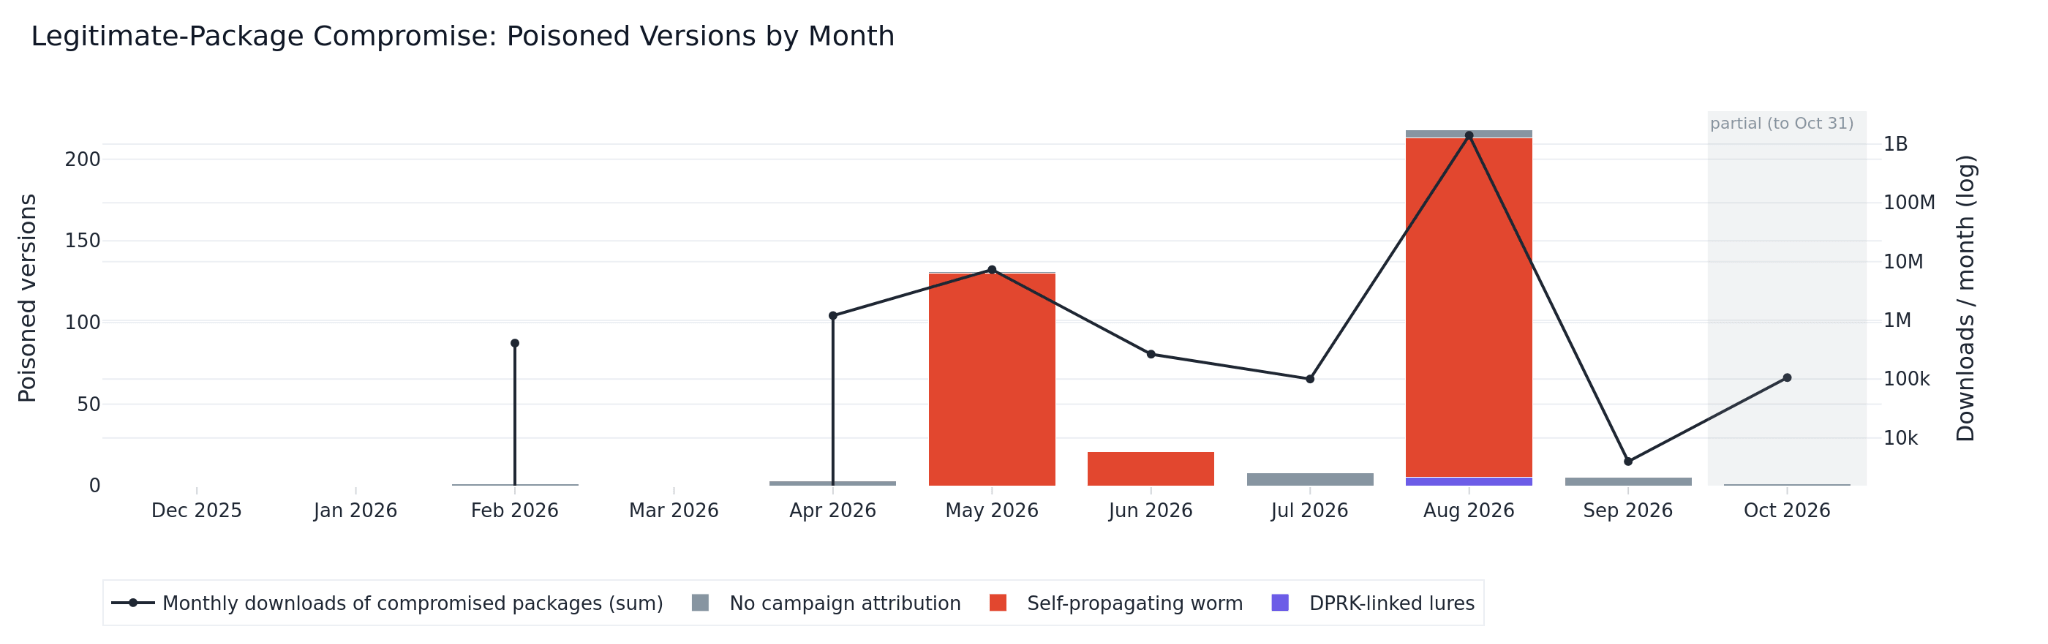 Legitimate-Package Compromise: Poisoned Versions by Month
partial (to Oct 31)
200
150
100
50
0
Poisoned versions
1B
100M
10M
1M
100k
10k
Downloads / month (log)
Dec 2025
Jan 2026
Feb 2026
Mar 2026
Apr 2026
May 2026
Jun 2026
Jul 2026
Aug 2026
Sep 2026
Oct 2026
Monthly downloads of compromised packages (sum)
No campaign attribution
Self-propagating worm
DPRK-linked lures